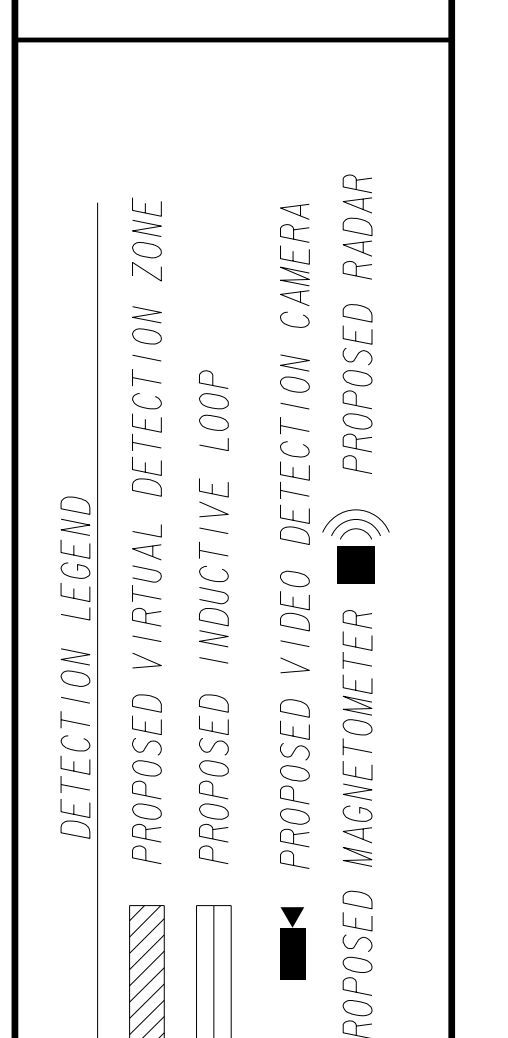 DETECTION LEGEND
PROPOSED VIRTUAL DETECTION ZONE
PROPOSED INDUCTIVE LOOP
PROPOSED VIDEO DETECTION CAMERA
ROPOSED MAGNETOMETER PROPOSED RADAR